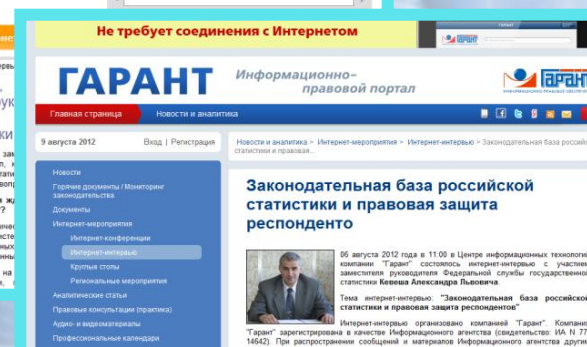 Не требует соединения с Интернетом
ГАРАНТ
Информационно-
правовой портал
ГАРАНТ
Главная страница
Новости и аналитика
9 августа 2012
Вход | Регистрация
Новости и аналитика > Интернет-мероприятия > Интернет-интервью > Законодательная база
статистики и правовая...
Новости
Горячие документы / Мониторинг
законодательства
Документы
Интернет-мероприятия
Интернет-конференции
Интернет-интервью
Круглые столы
Региональные мероприятия
Аналитические статьи
Правовые консультации (практика)
Аудио- и видеоматериалы
Профессиональные календари
Законодательная база российской
статистики и правовая защита
респонденто
06 августа 2012 года в 11:00 в Центре информационных технологий
компании "Гарант" состоялось интернет-интервью с участием
заместителя руководителя Федеральной службы государственно
статистики Кевеша Александра Львовича.
Тема интернет-интервью: "Законодательная база российско
статистики и правовая защита респондентов"
Интернет-интервью организовано компанией "Гарант". Компани
"Гарант" зарегистрирована в качестве Информационного агентства (свидетельство: ИА N 77
14642). При распространении сообщений и материалов Информационного агентства друго